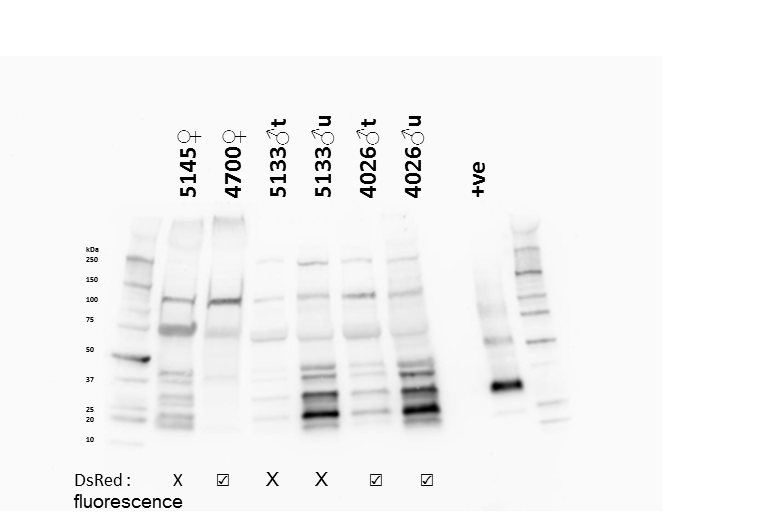 5145♀ 4700♀ 5133♂t 5133♂u 4026♂t 4026♂u +ve
kDa
250
150
100
75
50
37
25
20
10
DsRed : X ☑ X X ☑ ☑
fluorescence